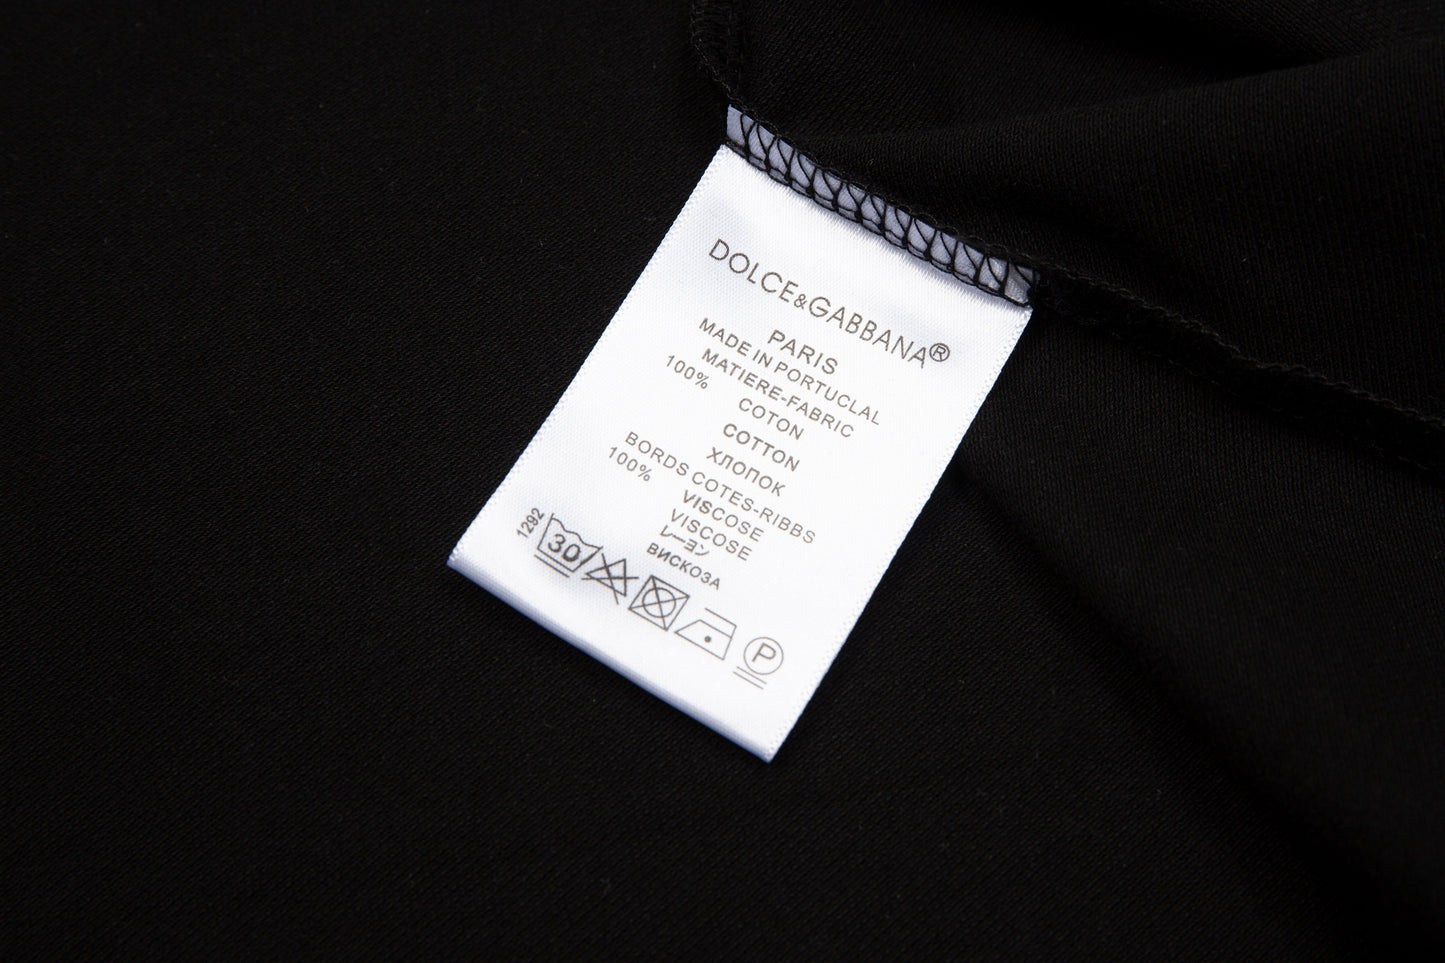 DOLCE&GABBANA®
PARIS
MADE IN PORTUCLAL
MATIERE-FABRIC
100%
COTON
COTTON
ХЛОПОК
BORDS COTES-RIBBS
100%
VISCOSE
VISCOSE
レーヨン
ВИСКОЗА
1292
30
P